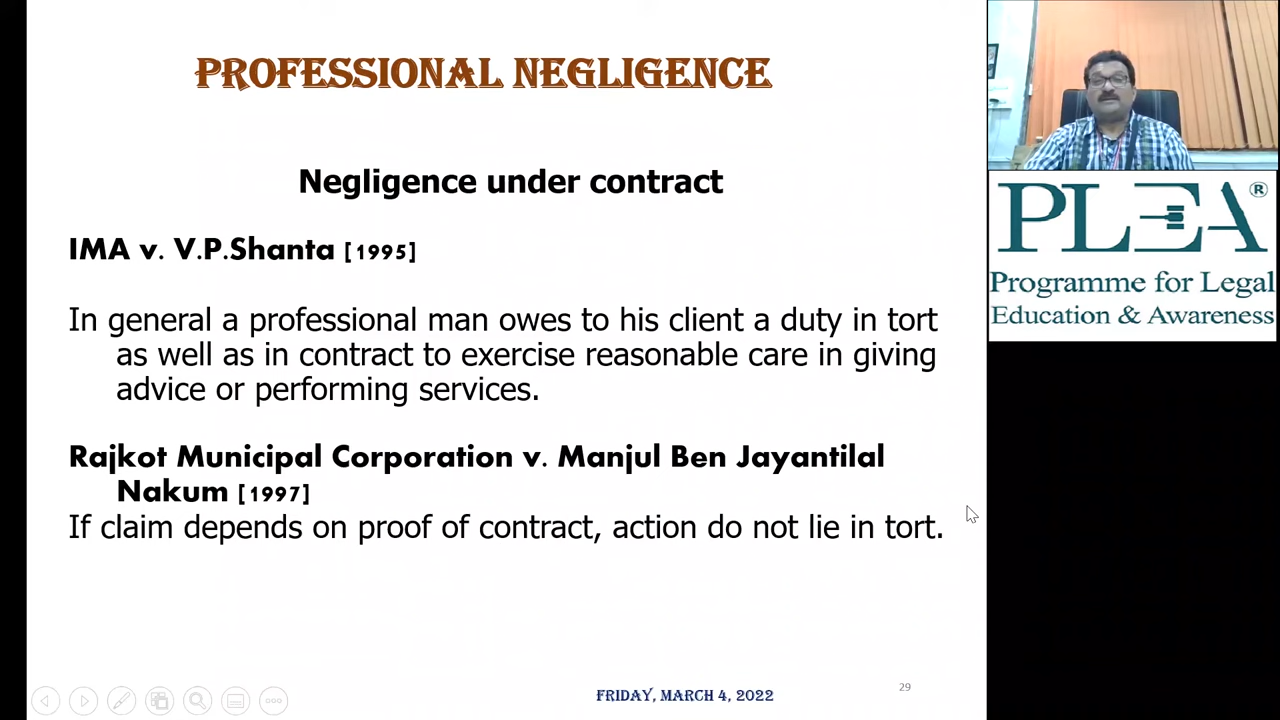 PROFESSIONAL NEGLIGENCE
Negligence under contract
IMA v. V.P.Shanta [1995]
In general a professional man owes to his client a duty in tort
as well as in contract to exercise reasonable care in giving
advice or performing services.
Rajkot Municipal Corporation v. Manjul Ben Jayantilal
Nakum [1997]
If claim depends on proof of contract, action do not lie in tort.
FRIDAY, MARCH 4, 2022
29
PLEA®
Programme for Legal
Education & Awareness